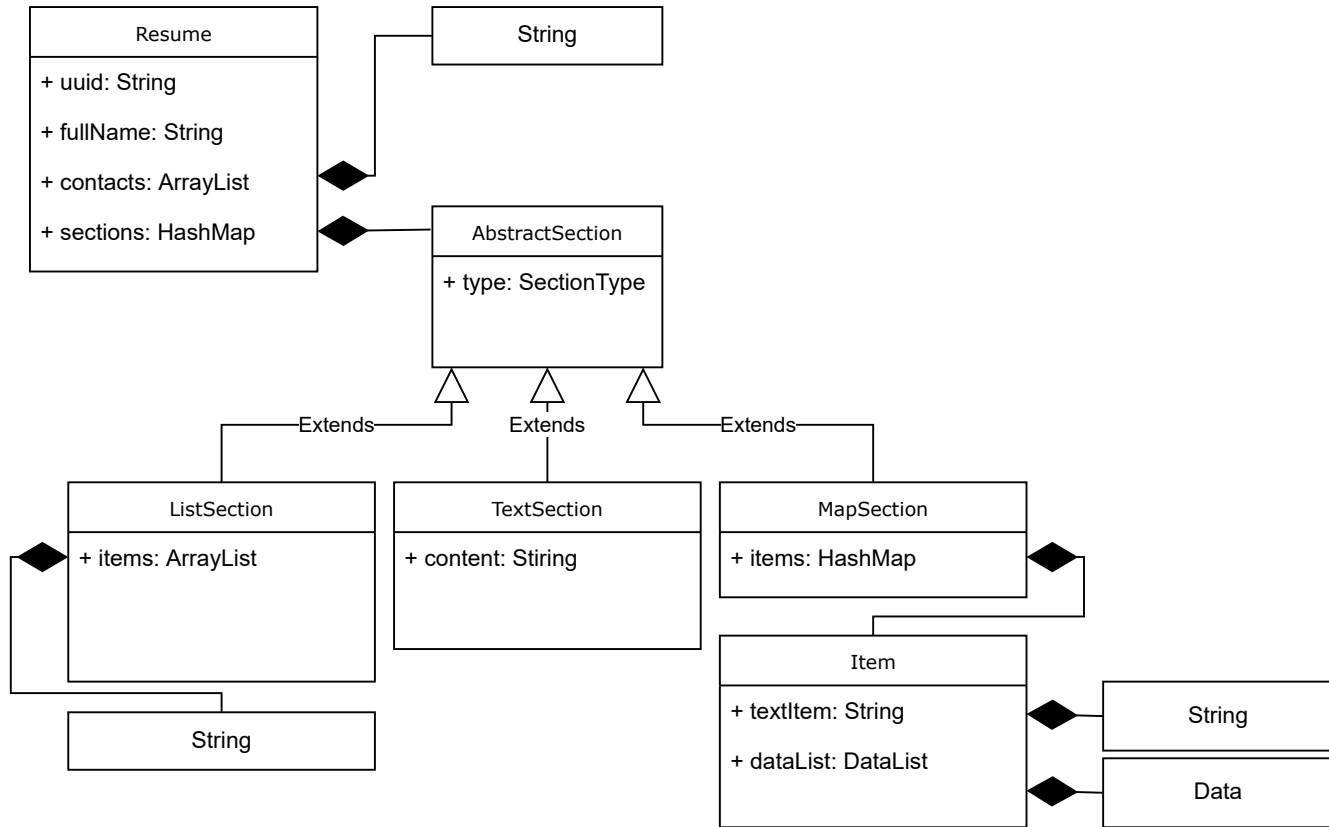 Resume
+ uuid: String
+ fullName: String
+ contacts: ArrayList
+ sections: HashMap
String
AbstractSection
+ type: SectionType
Extends
Extends
Extends
ListSection
+ items: ArrayList
TextSection
+ content: Stiring
MapSection
+ items: HashMap
String
Item
+ textItem: String
+ dataList: DataList
String
Data